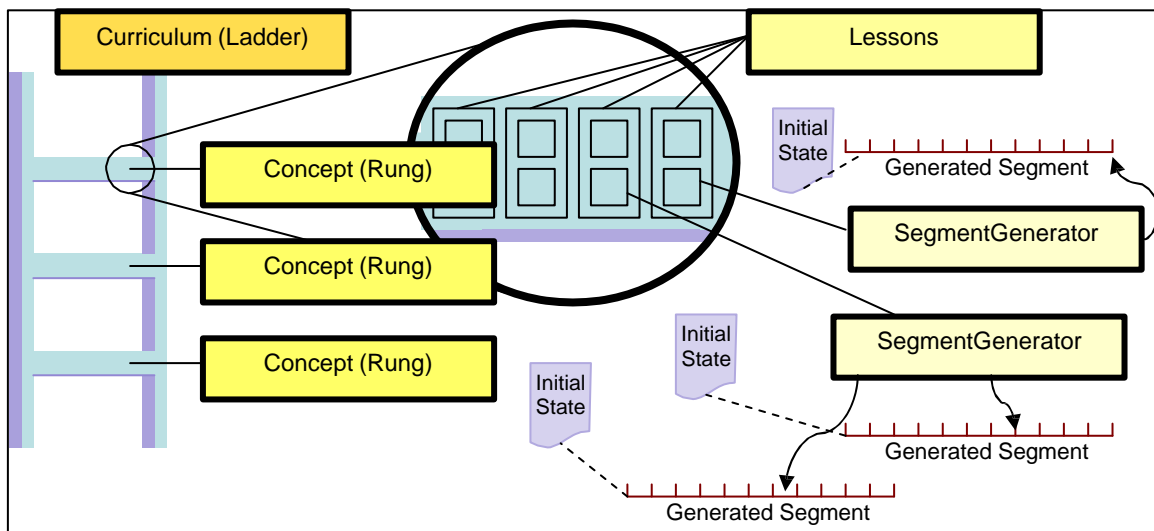 Curriculum (Ladder)
Lessons
Concept (Rung)
Concept (Rung)
Concept (Rung)
Initial
State
Generated Segment
SegmentGenerator
SegmentGenerator
Initial
State
Initial
State
Generated Segment
Generated Segment